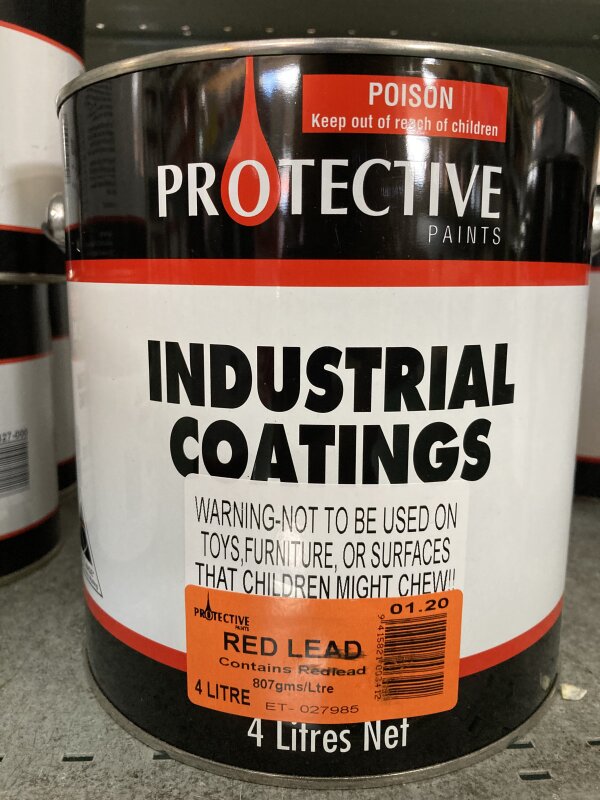 POISON
Keep out of reach of children
PROTECTIVE
PAINTS
INDUSTRIAL
COATINGS
WARNING-NOT TO BE USED ON
TOYS,FURNITURE, OR SURFACES
THAT CHILDREN MIGHT CHEW!!
PROTECTIVE
PAINTS
01.20
RED LEAD
Contains Redlead
807gms/Ltre
4 LITRE
ET- 027985
4 Litres Net